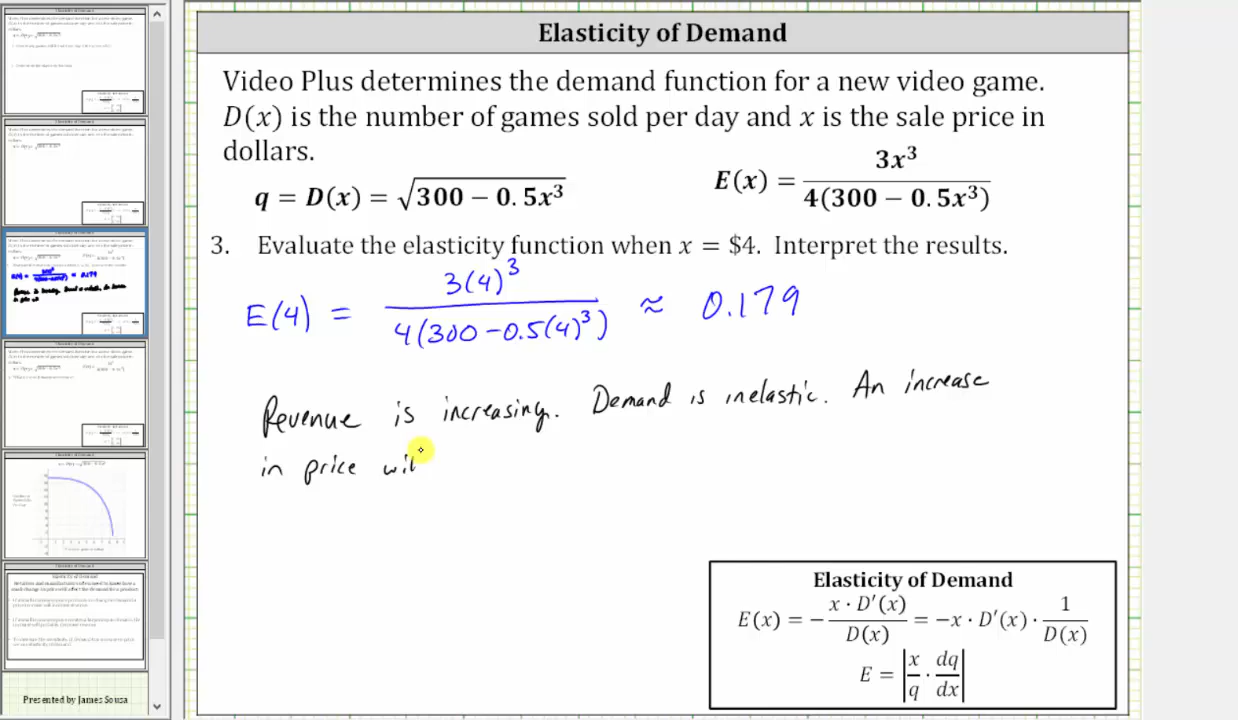 Elasticity of Demand
Video Plus determines the demand function for a new video game.
D(x) is the number of games sold per day and x is the sale price in
dollars.
q = D(x) = √(300 − 0.5x³)
E(x) = 3x³ / 4(300 − 0.5x³)
3. Evaluate the elasticity function when x = $4. Interpret the results.
E(4) = 3(4)³ / 4(300 − 0.5(4)³) ≈ 0.179
Revenue is increasing. Demand is inelastic. An increase
in price wil
Elasticity of Demand
E(x) = − x · D′(x) / D(x) = −x · D′(x) · 1 / D(x)
E = |x/q · dq/dx|
Presented by James Sousa